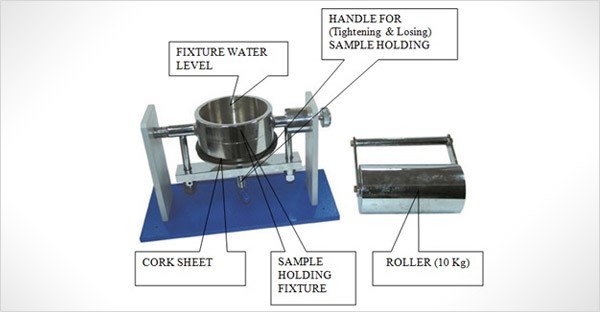 HANDLE FOR
(Tightening & Losing)
SAMPLE HOLDING
FIXTURE WATER
LEVEL
CORK SHEET
SAMPLE
HOLDING
FIXTURE
ROLLER (10 Kg)